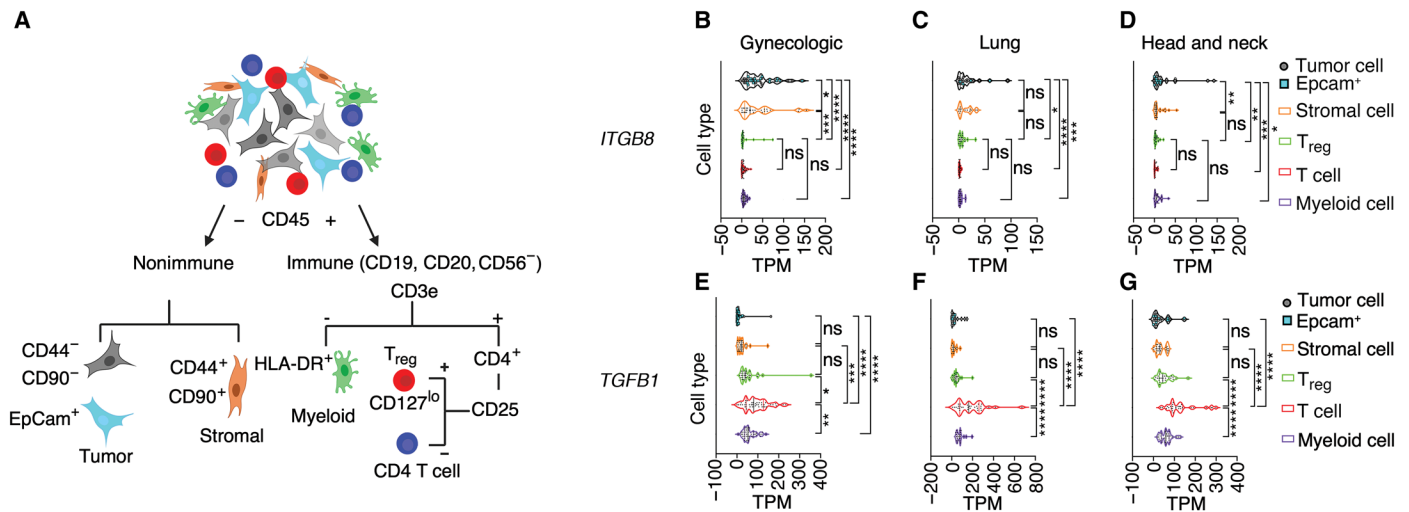 A
− CD45 +
Nonimmune
Immune (CD19, CD20, CD56⁻)
CD3e
-
+
CD44⁻
CD90⁻
EpCam⁺
Tumor
CD44⁺
CD90⁺
Stromal
HLA-DR⁺
Myeloid
Treg
CD127lo
CD4 T cell
+
−
CD4⁺
CD25
ITGB8
TGFB1
B
Gynecologic
Cell type
*
****
****
****
****
ns
ns
−50
0
50
100
150
200
TPM
C
Lung
ns
ns
*
****
***
ns
ns
−50
0
50
100
150
TPM
D
Head and neck
**
ns
**
***
*
ns
ns
−50
0
50
100
150
200
TPM
Tumor cell
Epcam⁺
Stromal cell
Treg
T cell
Myeloid cell
E
Cell type
ns
ns
*
**
***
****
****
−100
0
100
200
300
400
TPM
F
ns
ns
****
****
−200
0
200
400
600
800
TPM
G
ns
ns
****
****
−100
0
100
200
300
400
TPM
Tumor cell
Epcam⁺
Stromal cell
Treg
T cell
Myeloid cell